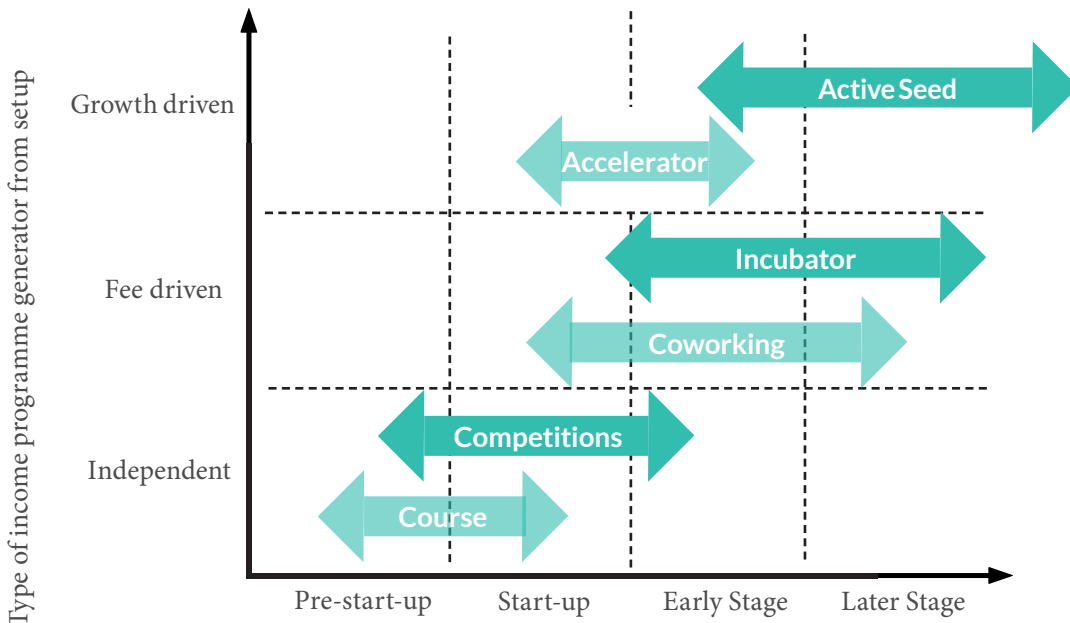 Type of income programme generator from setup
Growth driven
Active Seed
Accelerator
Fee driven
Incubator
Coworking
Independent
Competitions
Course
Pre-start-up
Start-up
Early Stage
Later Stage